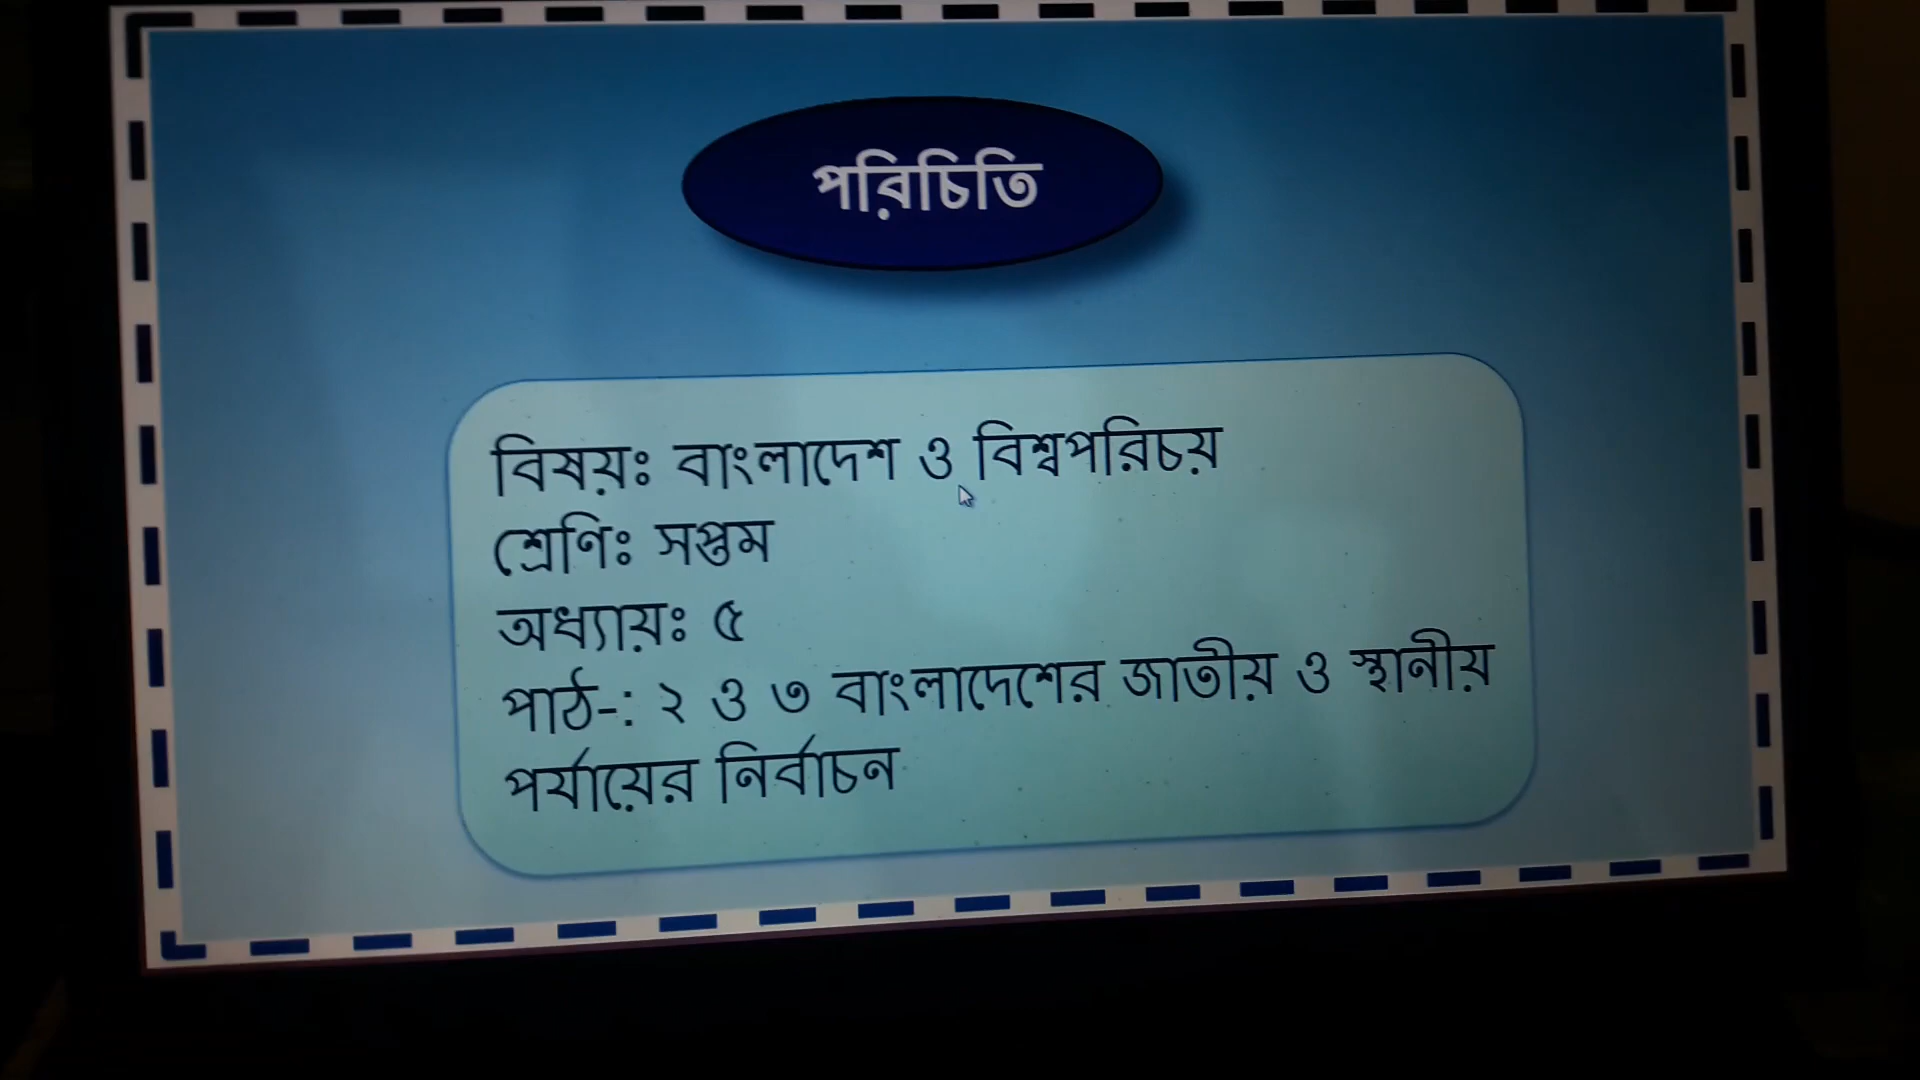 পরিচিতি
বিষয়ঃ বাংলাদেশ ও বিশ্বপরিচয়
শ্রেণিঃ সপ্তম
অধ্যায়ঃ ৫
পাঠ-: ২ ও ৩ বাংলাদেশের জাতীয় ও স্থানীয়
পর্যায়ের নির্বাচন